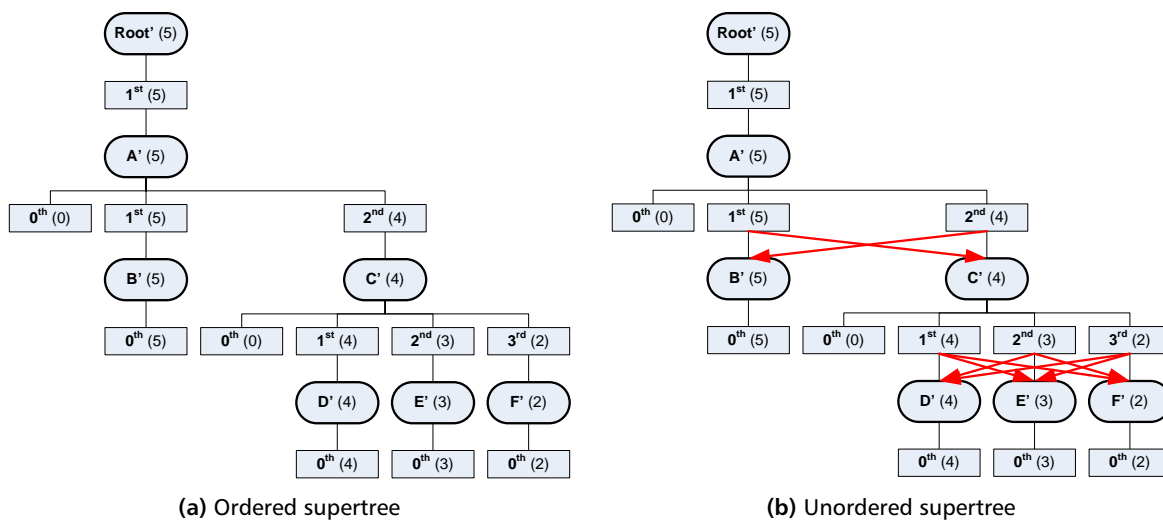 Root' (5) Root' (5)
1st (5) 1st (5)
A' (5) A' (5)
0th (0) 1st (5) 2nd (4) 0th (0) 1st (5) 2nd (4)
B' (5) C' (4) B' (5) C' (4)
0th (5) 0th (0) 1st (4) 2nd (3) 3rd (2) 0th (5) 0th (0) 1st (4) 2nd (3) 3rd (2)
D' (4) E' (3) F' (2) D' (4) E' (3) F' (2)
0th (4) 0th (3) 0th (2) 0th (4) 0th (3) 0th (2)
(a) Ordered supertree (b) Unordered supertree